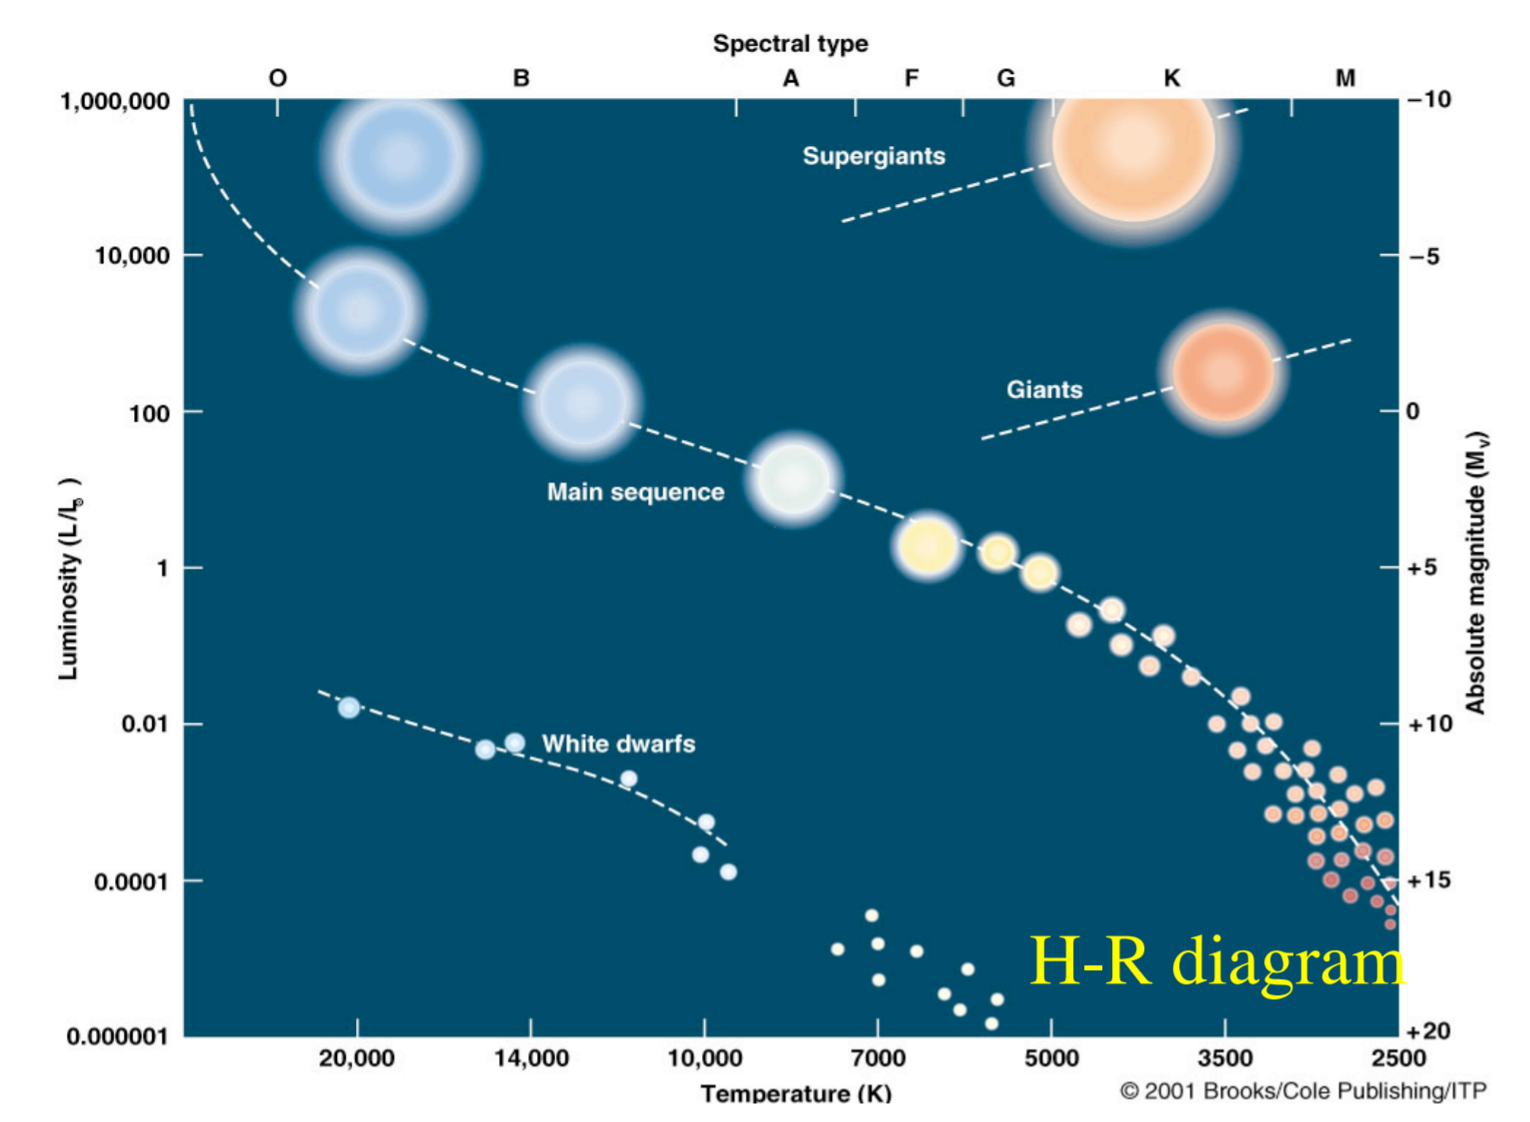 Spectral type
O B A F G K M
1,000,000
10,000
100
1
0.01
0.0001
0.000001
Luminosity (L/L⊙ )
Supergiants
Giants
Main sequence
White dwarfs
H-R diagram
−10
−5
0
+5
+10
+15
+20
Absolute magnitude (Mv)
20,000 14,000 10,000 7000 5000 3500 2500
Temperature (K)
© 2001 Brooks/Cole Publishing/ITP